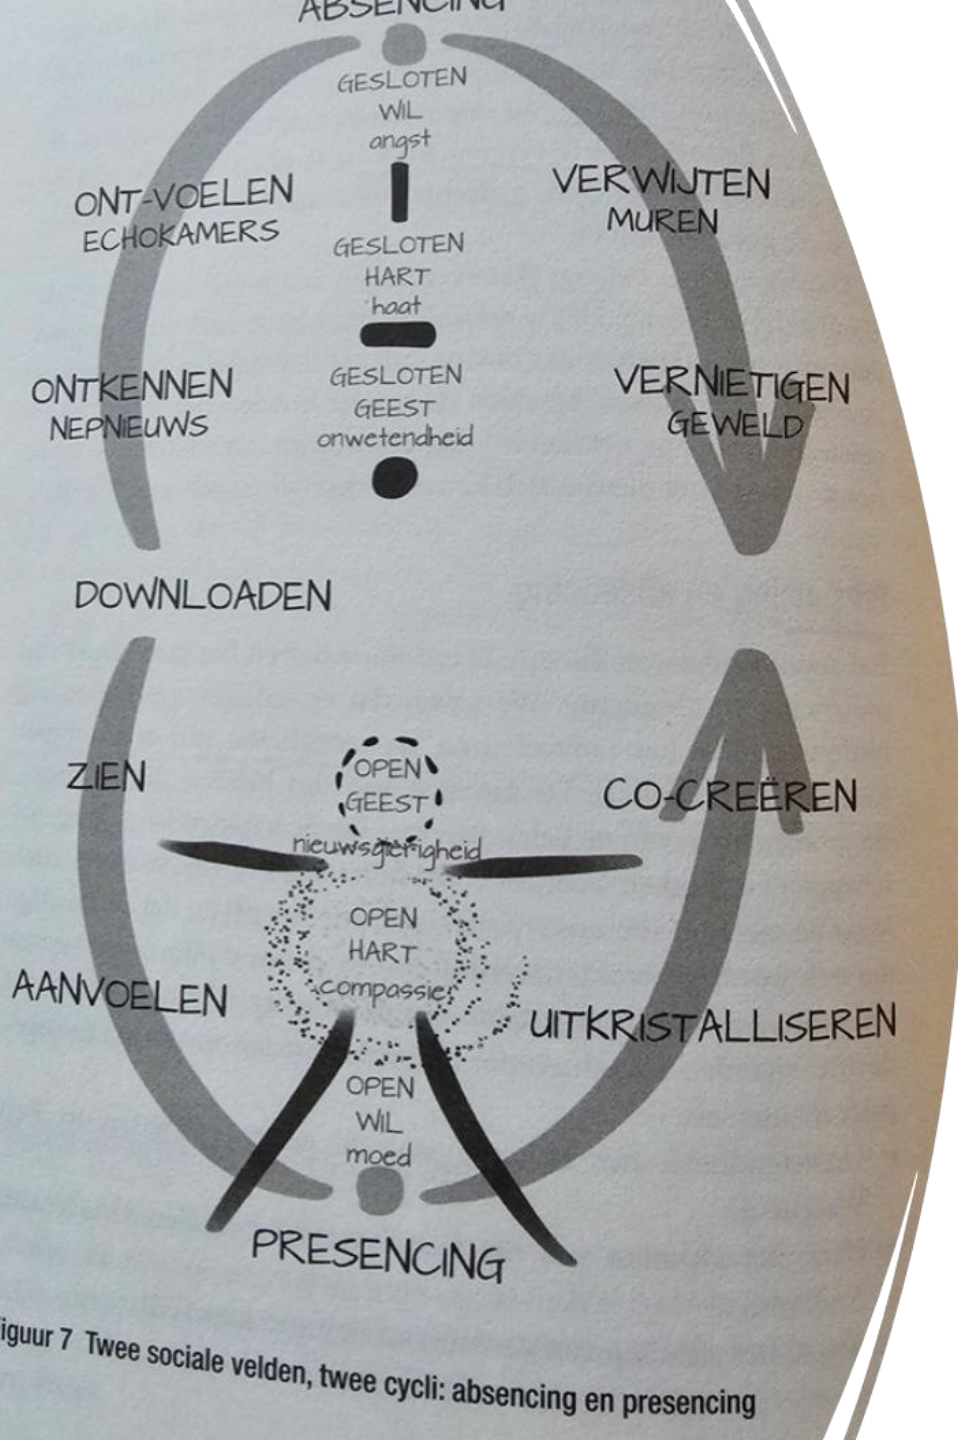 ABSENCING
GESLOTEN
WIL
angst
ONT-VOELEN
ECHOKAMERS
VERWIJTEN
MUREN
GESLOTEN
HART
haat
ONTKENNEN
NEPNIEUWS
GESLOTEN
GEEST
onwetendheid
VERNIETIGEN
GEWELD
DOWNLOADEN
ZIEN
OPEN
GEEST
nieuwsgierigheid
CO-CREËREN
OPEN
HART
compassie
AANVOELEN
UITKRISTALLISEREN
OPEN
WIL
moed
PRESENCING
iguur 7 Twee sociale velden, twee cycli: absencing en presencing